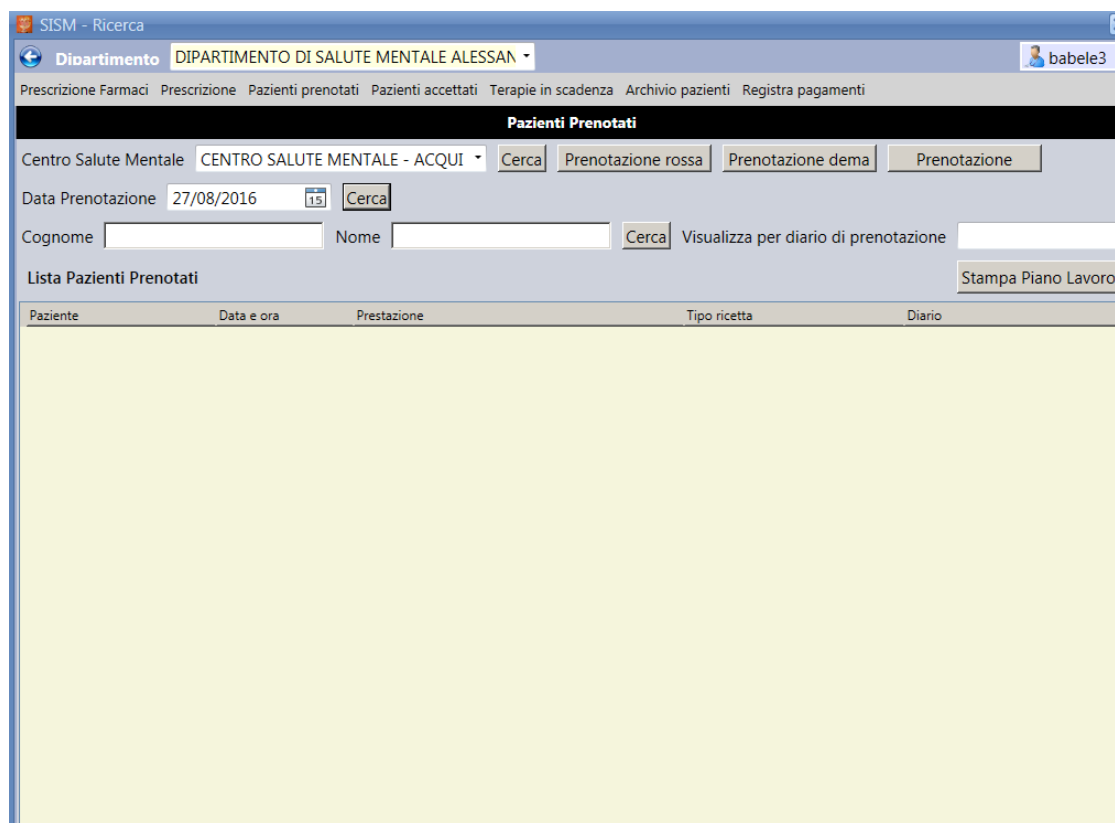 SISM - Ricerca
Dipartimento DIPARTIMENTO DI SALUTE MENTALE ALESSAN babele3
Prescrizione Farmaci Prescrizione Pazienti prenotati Pazienti accettati Terapie in scadenza Archivio pazienti Registra pagamenti
Pazienti Prenotati
Centro Salute Mentale CENTRO SALUTE MENTALE - ACQUI Cerca Prenotazione rossa Prenotazione dema Prenotazione
Data Prenotazione 27/08/2016 15 Cerca
Cognome Nome Cerca Visualizza per diario di prenotazione
Lista Pazienti Prenotati Stampa Piano Lavoro
Paziente Data e ora Prestazione Tipo ricetta Diario